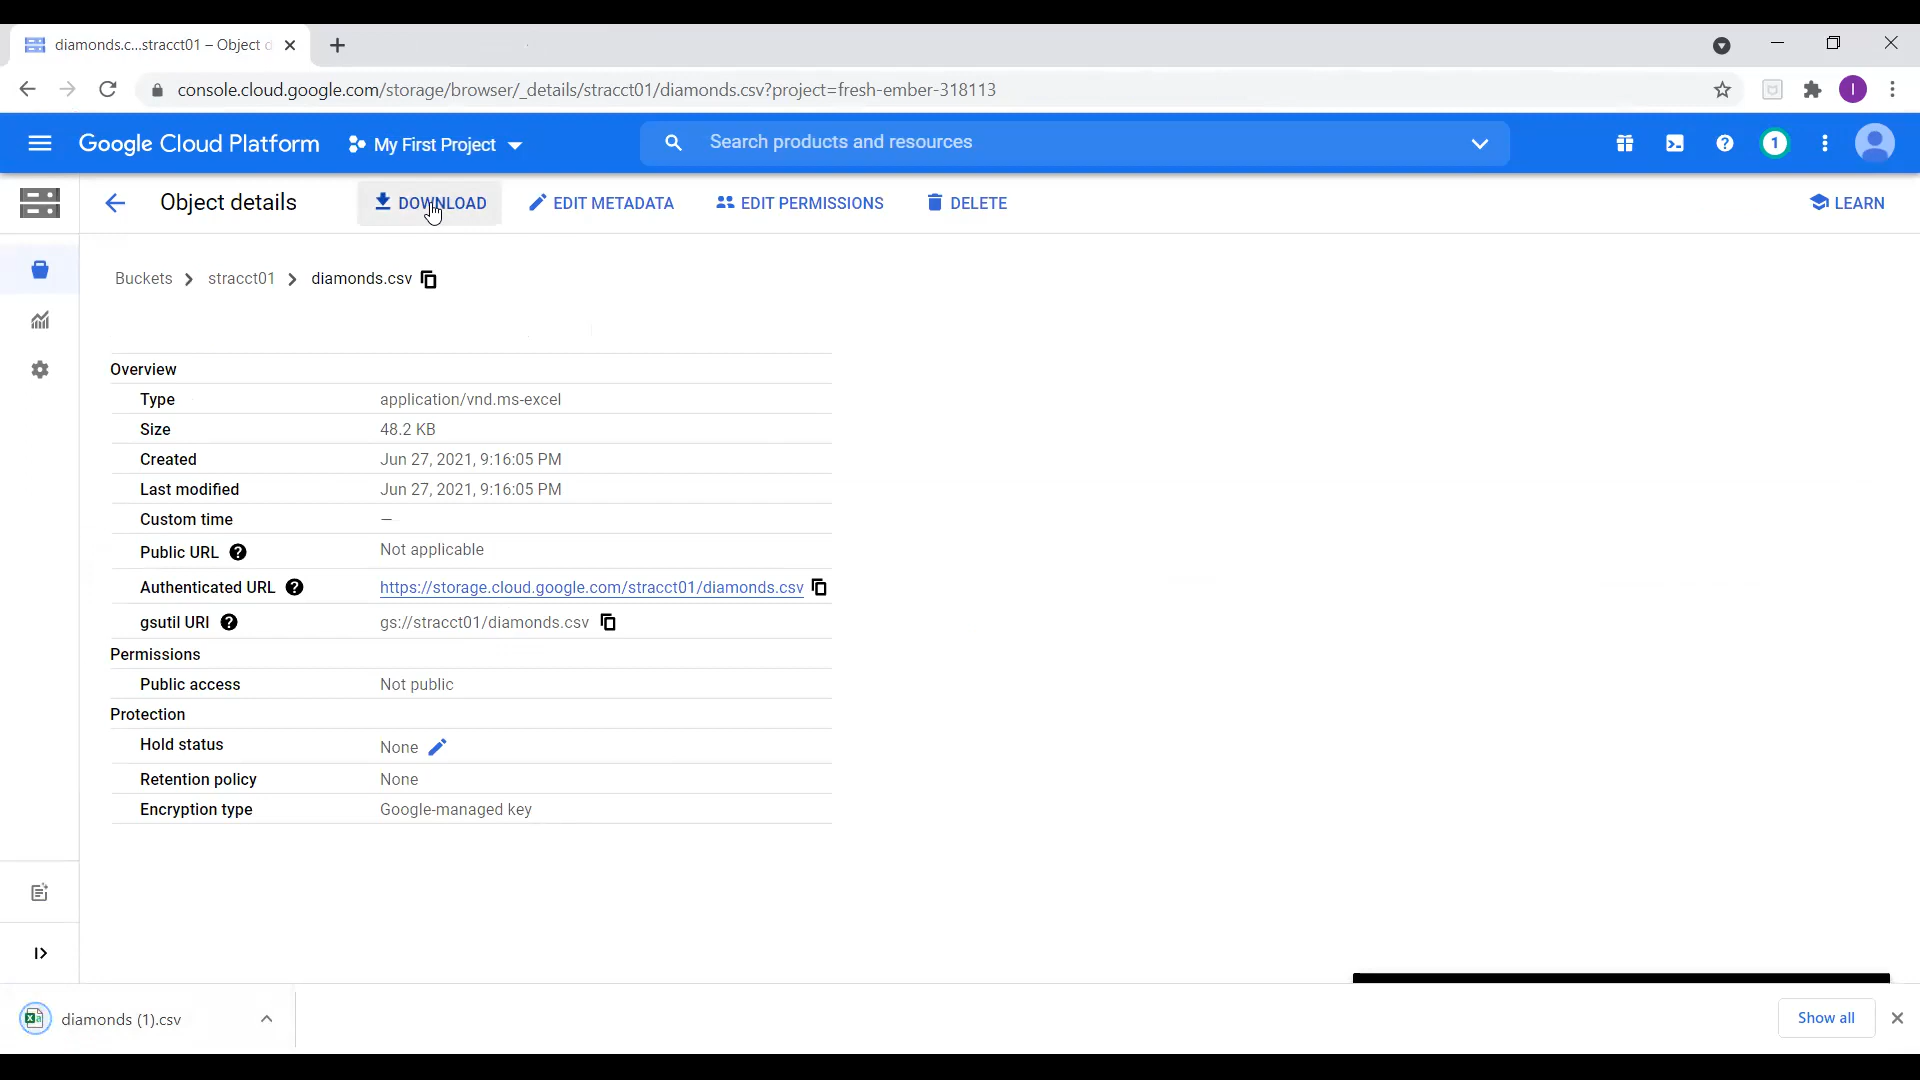 diamonds.c...stracct01 – Object d
console.cloud.google.com/storage/browser/_details/stracct01/diamonds.csv?project=fresh-ember-318113
I
Google Cloud Platform My First Project Search products and resources 1
Object details DOWNLOAD EDIT METADATA EDIT PERMISSIONS DELETE LEARN
Buckets stracct01 diamonds.csv
Overview
Type application/vnd.ms-excel
Size 48.2 KB
Created Jun 27, 2021, 9:16:05 PM
Last modified Jun 27, 2021, 9:16:05 PM
Custom time —
Public URL Not applicable
Authenticated URL https://storage.cloud.google.com/stracct01/diamonds.csv
gsutil URI gs://stracct01/diamonds.csv
Permissions
Public access Not public
Protection
Hold status None
Retention policy None
Encryption type Google-managed key
diamonds (1).csv Show all